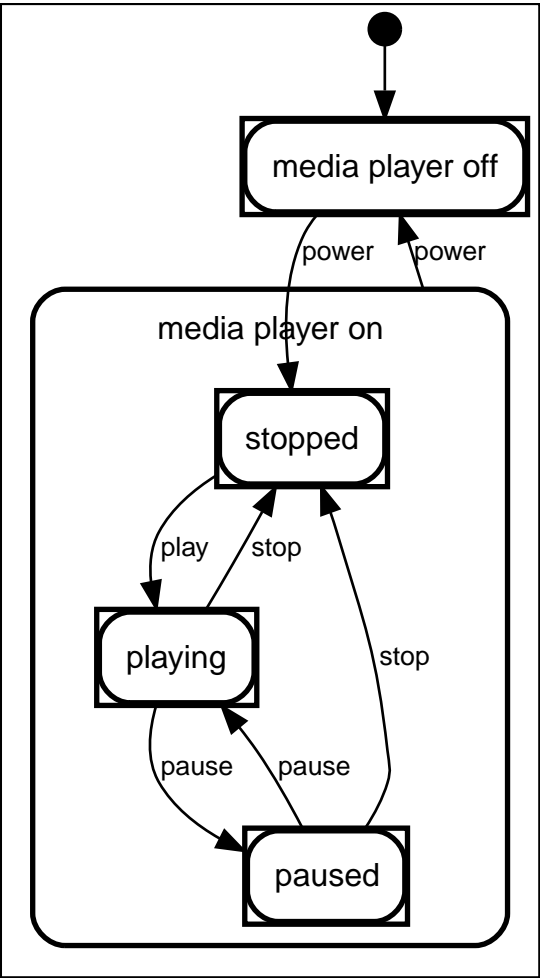 media player off
power
power
media player on
stopped
play
stop
playing
stop
pause
pause
paused